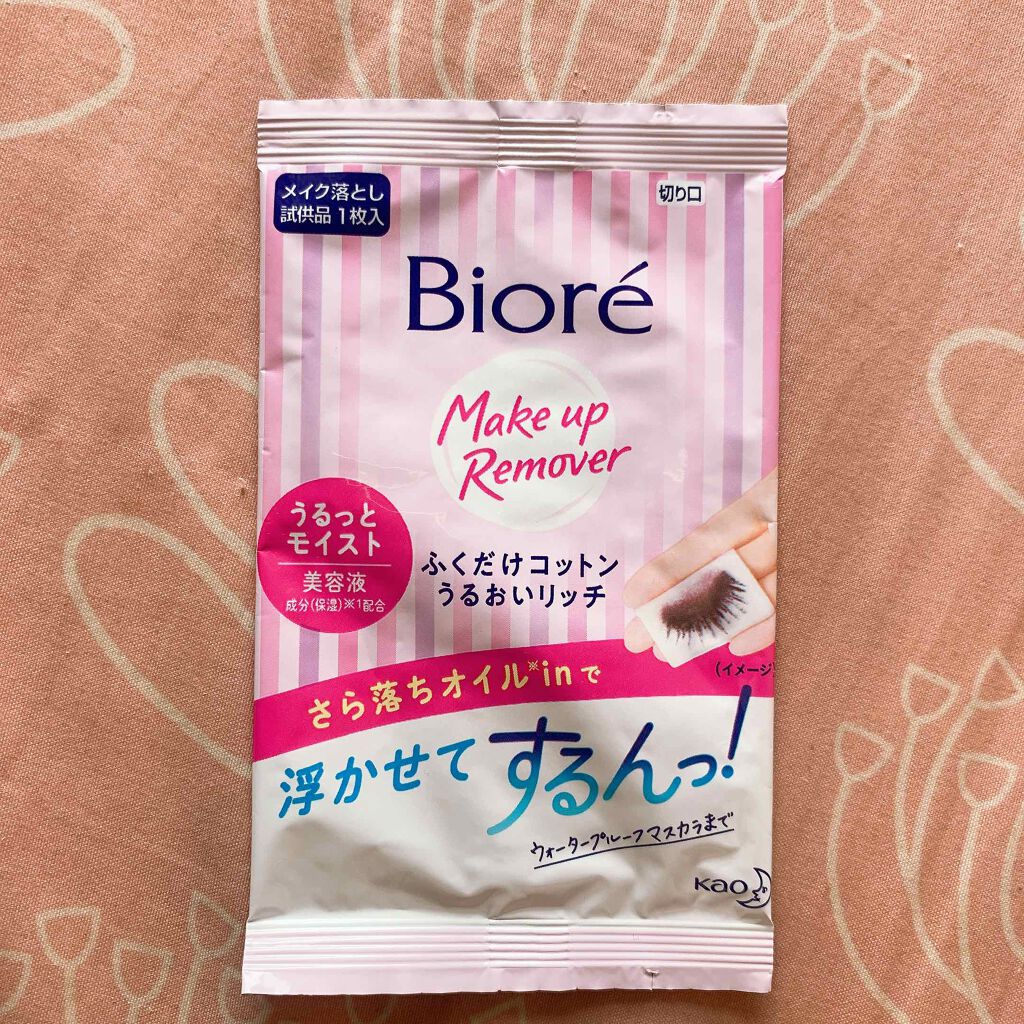 メイク落とし
試供品 1枚入
切り口
Bioré
Make up
Remover
うるっと
モイスト
美容液
成分(保湿)※1配合
ふくだけコットン
うるおいリッチ
(イメージ)
さら落ちオイル※inで
浮かせてするんっ!
ウォータープルーフマスカラまで
Kao